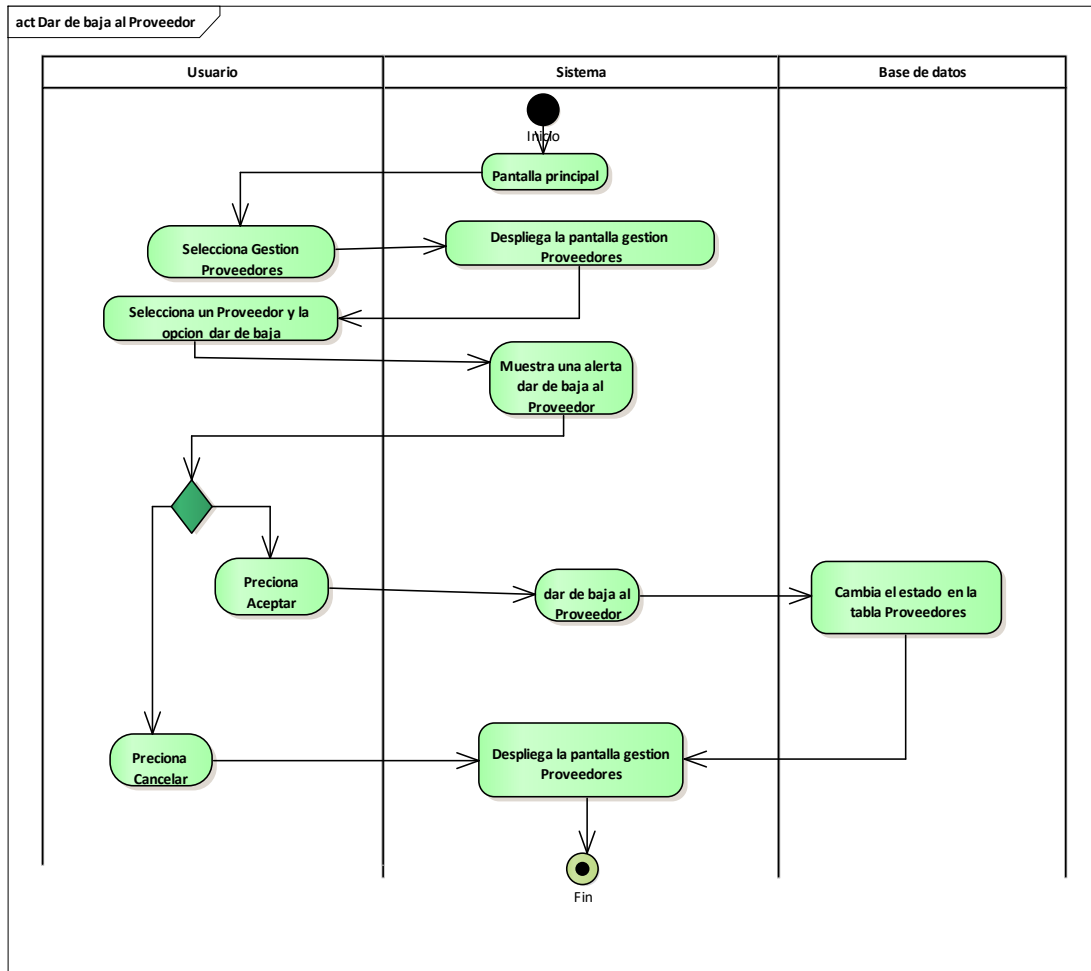 act Dar de baja al Proveedor
Usuario
Sistema
Base de datos
Inicio
Pantalla principal
Selecciona Gestion
Proveedores
Despliega la pantalla gestion
Proveedores
Selecciona un Proveedor y la
opcion dar de baja
Muestra una alerta
dar de baja al
Proveedor
Preciona
Aceptar
dar de baja al
Proveedor
Cambia el estado en la
tabla Proveedores
Preciona
Cancelar
Despliega la pantalla gestion
Proveedores
Fin